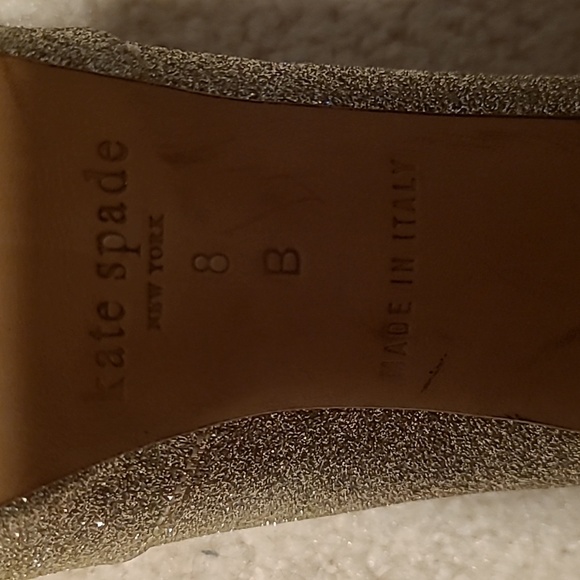 kate spade
NEW YORK
8
B
MADE IN ITALY